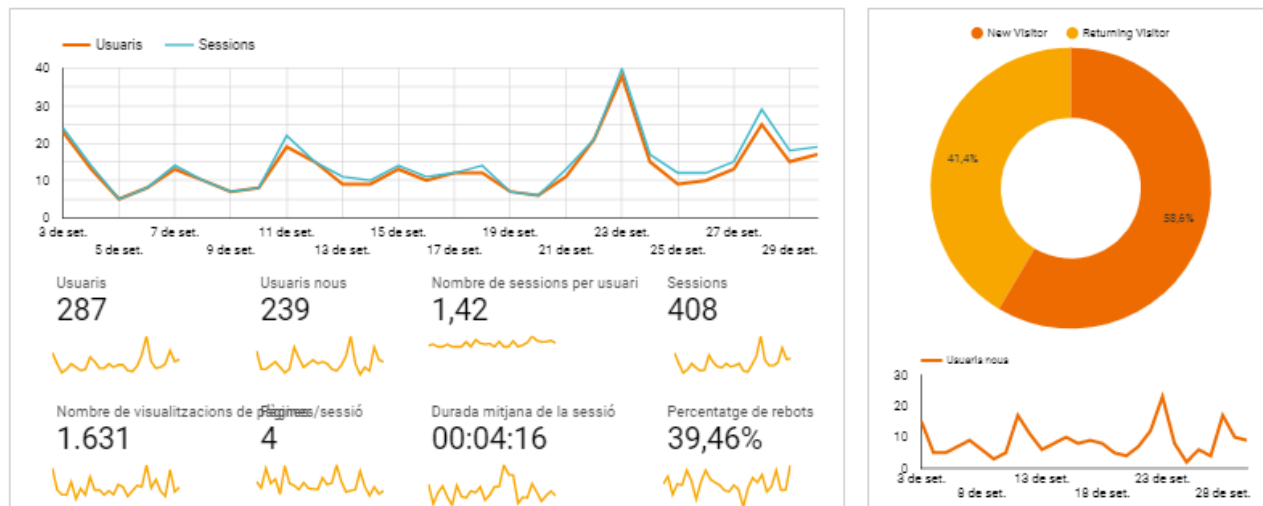 Usuaris Sessions
40
30
20
10
0
3 de set. 7 de set. 11 de set. 15 de set. 19 de set. 23 de set. 27 de set.
5 de set. 9 de set. 13 de set. 17 de set. 21 de set. 25 de set. 29 de set.
Usuaris Usuaris nous Nombre de sessions per usuari Sessions
287 239 1,42 408
Nombre de visualitzacions de pàgines Pàgines/sessió Durada mitjana de la sessió Percentatge de rebots
1.631 4 00:04:16 39,46%
New Visitor Returning Visitor
41,4%
58,6%
Usuaris nous
30
20
10
0
3 de set. 13 de set. 23 de set.
8 de set. 18 de set. 28 de set.